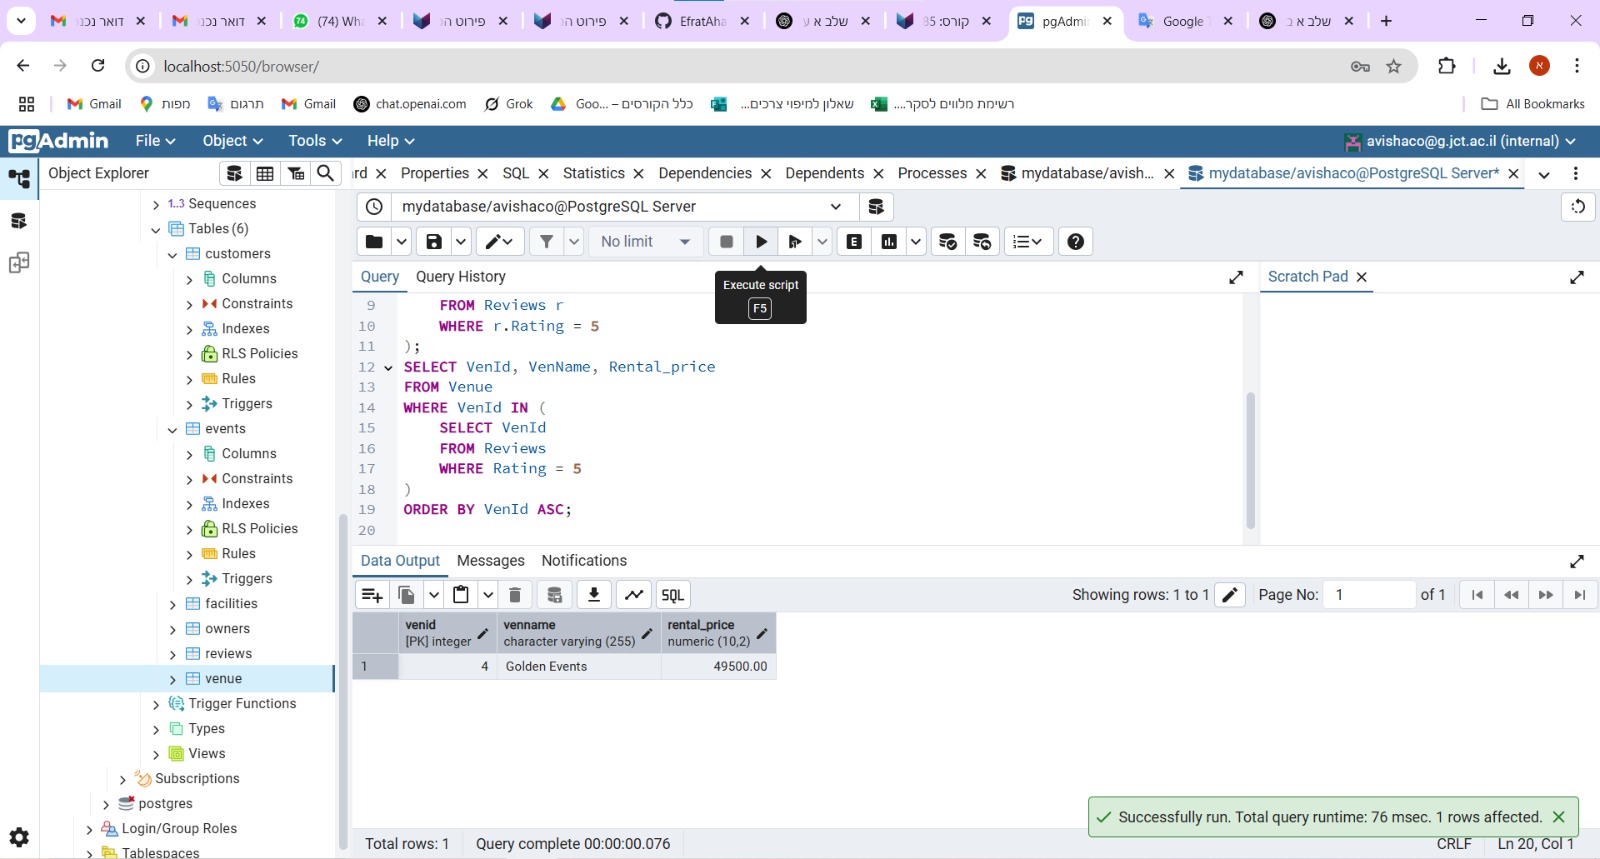 דואר נכנ
דואר נכנ
(74) Wha
פירוט הו
פירוט הו
EfratAha
שלב א ע
קורס: 85
pgAdmin
Google T
שלב א ב
localhost:5050/browser/
Gmail
מפות
תרגום
Gmail
chat.openai.com
Grok
כלל הקורסים – Goo...
שאלון למיפוי צרכים...
רשימת מלווים לסקר....
All Bookmarks
pgAdmin
File
Object
Tools
Help
avishaco@g.jct.ac.il (internal)
Object Explorer
rd
Properties
SQL
Statistics
Dependencies
Dependents
Processes
mydatabase/avish...
mydatabase/avishaco@PostgreSQL Server*
1..3 Sequences
Tables (6)
customers
Columns
Constraints
Indexes
RLS Policies
Rules
Triggers
events
Columns
Constraints
Indexes
RLS Policies
Rules
Triggers
facilities
owners
reviews
venue
Trigger Functions
Types
Views
Subscriptions
postgres
Login/Group Roles
Tablespaces
mydatabase/avishaco@PostgreSQL Server
No limit
E
Query
Query History
Execute script
F5
Scratch Pad
9 FROM Reviews r
10 WHERE r.Rating = 5
11 );
12 SELECT VenId, VenName, Rental_price
13 FROM Venue
14 WHERE VenId IN (
15 SELECT VenId
16 FROM Reviews
17 WHERE Rating = 5
18 )
19 ORDER BY VenId ASC;
20
Data Output
Messages
Notifications
SQL
Showing rows: 1 to 1
Page No: 1 of 1
venid
[PK] integer
venname
character varying (255)
rental_price
numeric (10,2)
1 4 Golden Events 49500.00
Successfully run. Total query runtime: 76 msec. 1 rows affected.
Total rows: 1
Query complete 00:00:00.076
CRLF
Ln 20, Col 1